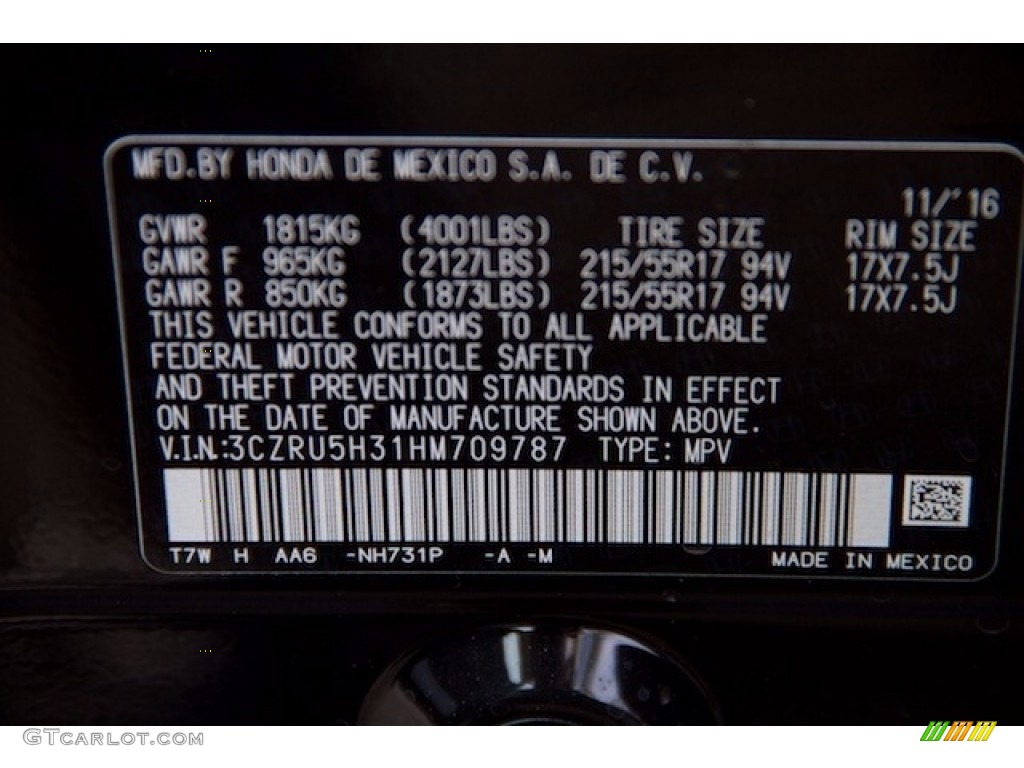 MFD.BY HONDA DE MEXICO S.A. DE C.V.
11/'16
GVWR 1815KG (4001LBS) TIRE SIZE RIM SIZE
GAWR F 965KG (2127LBS) 215/55R17 94V 17X7.5J
GAWR R 850KG (1873LBS) 215/55R17 94V 17X7.5J
THIS VEHICLE CONFORMS TO ALL APPLICABLE
FEDERAL MOTOR VEHICLE SAFETY
AND THEFT PREVENTION STANDARDS IN EFFECT
ON THE DATE OF MANUFACTURE SHOWN ABOVE.
V.I.N.:3CZRU5H31HM709787 TYPE: MPV
T7W H AA6 -NH731P -A -M MADE IN MEXICO
GTCARLOT.COM